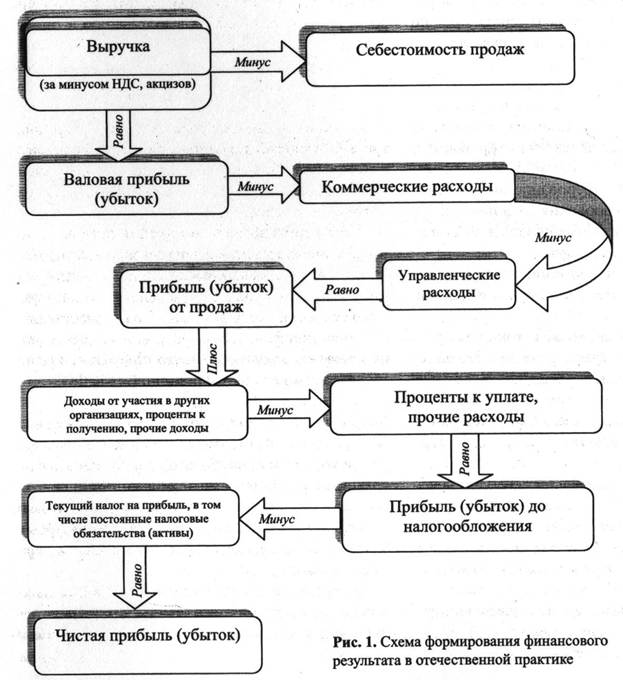 Выручка
Минус
Себестоимость продаж
(за минусом НДС, акцизов)
Равно
Валовая прибыль
(убыток)
Минус
Коммерческие расходы
Минус
Управленческие
расходы
Равно
Прибыль (убыток)
от продаж
Плюс
Доходы от участия в других
организациях, проценты к
получению, прочие доходы
Минус
Проценты к уплате,
прочие расходы
Равно
Прибыль (убыток) до
налогообложения
Минус
Текущий налог на прибыль, в том
числе постоянные налоговые
обязательства (активы)
Равно
Чистая прибыль (убыток)
Рис. 1. Схема формирования финансового
результата в отечественной практике